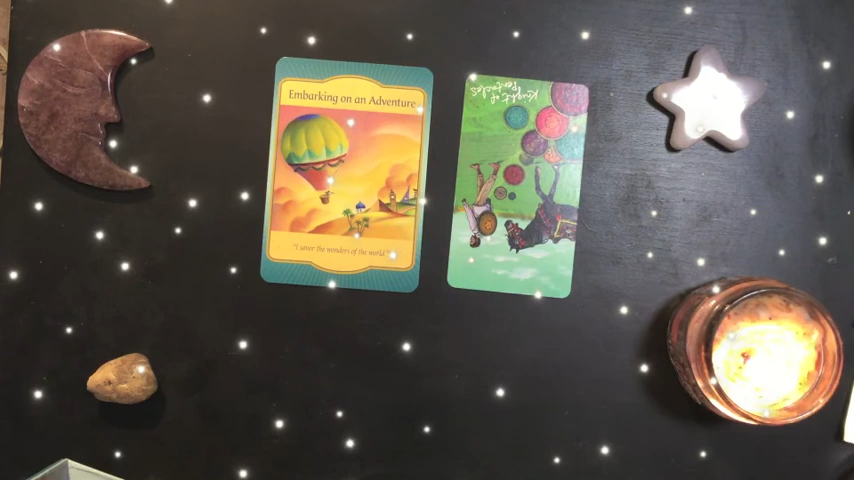 Embarking on an Adventure
"I savor the wonders of the world."
Knight of
Pentacles